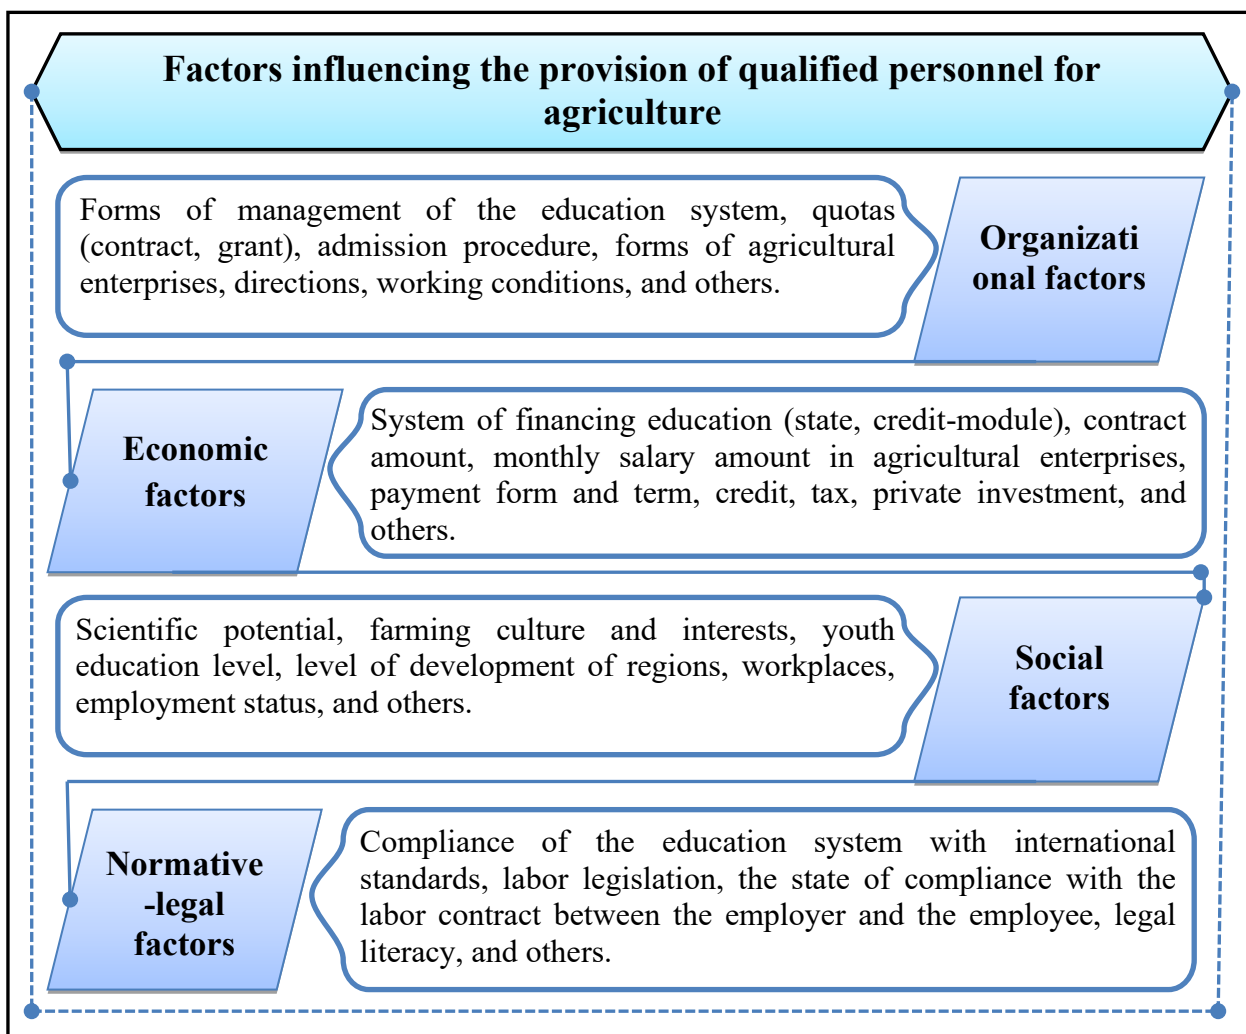 Factors influencing the provision of qualified personnel for
agriculture
Forms of management of the education system, quotas
(contract, grant), admission procedure, forms of agricultural
enterprises, directions, working conditions, and others.
Organizati
onal factors
Economic
factors
System of financing education (state, credit-module), contract
amount, monthly salary amount in agricultural enterprises,
payment form and term, credit, tax, private investment, and
others.
Scientific potential, farming culture and interests, youth
education level, level of development of regions, workplaces,
employment status, and others.
Social
factors
Normative
-legal
factors
Compliance of the education system with international
standards, labor legislation, the state of compliance with the
labor contract between the employer and the employee, legal
literacy, and others.